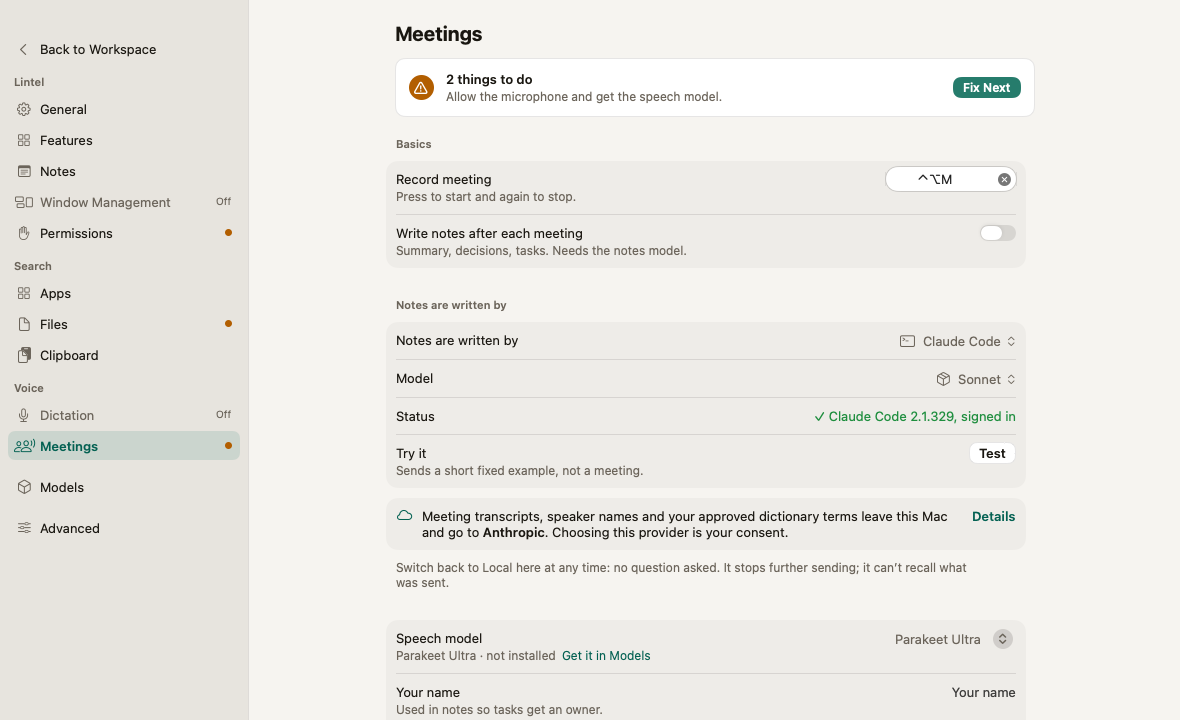 Back to Workspace
Lintel
General
Features
Notes
Window Management Off
Permissions
Search
Apps
Files
Clipboard
Voice
Dictation Off
Meetings
Models
Advanced
Meetings
2 things to do
Allow the microphone and get the speech model.
Fix Next
Basics
Record meeting
Press to start and again to stop.
⌃⌥M
Write notes after each meeting
Summary, decisions, tasks. Needs the notes model.
Notes are written by
Notes are written by Claude Code
Model Sonnet
Status ✓ Claude Code 2.1.329, signed in
Try it
Sends a short fixed example, not a meeting.
Test
Meeting transcripts, speaker names and your approved dictionary terms leave this Mac
and go to Anthropic. Choosing this provider is your consent.
Details
Switch back to Local here at any time: no question asked. It stops further sending; it can’t recall what
was sent.
Speech model Parakeet Ultra
Parakeet Ultra · not installed Get it in Models
Your name Your name
Used in notes so tasks get an owner.